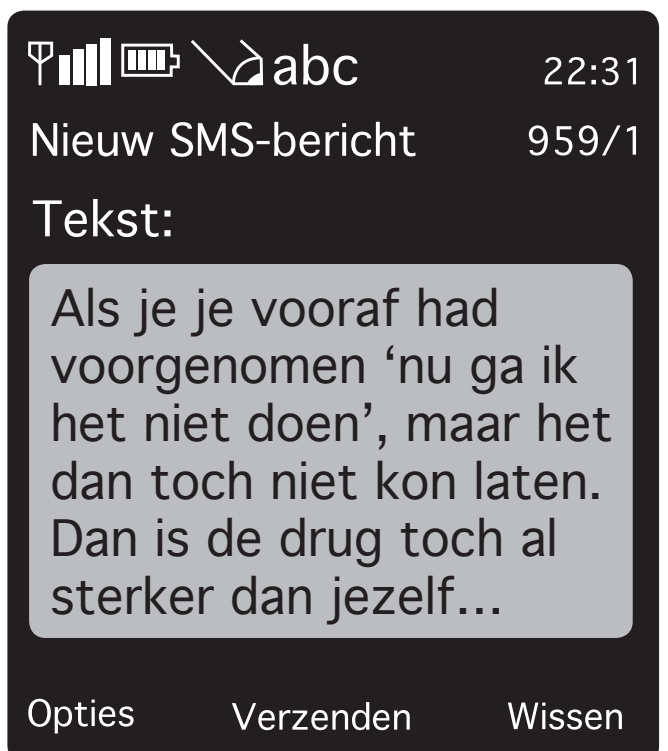 abc 22:31
Nieuw SMS-bericht 959/1
Tekst:
Als je je vooraf had
voorgenomen ‘nu ga ik
het niet doen’, maar het
dan toch niet kon laten.
Dan is de drug toch al
sterker dan jezelf...
Opties Verzenden Wissen